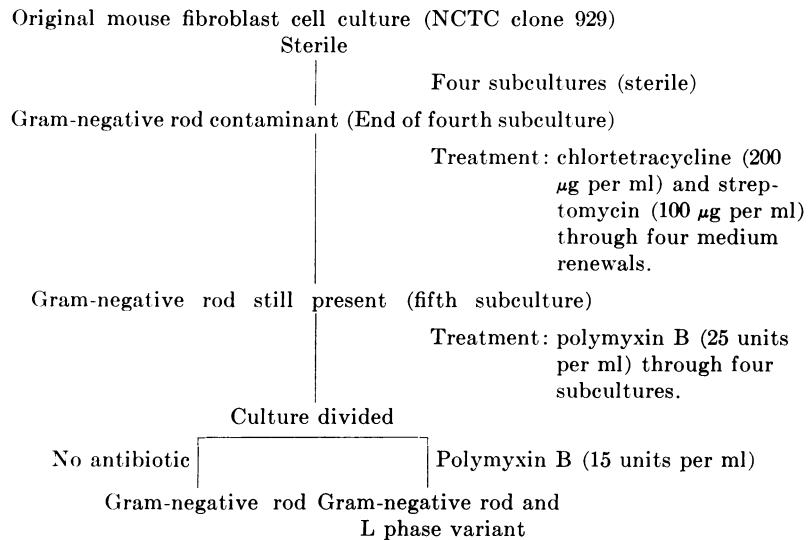 Original mouse fibroblast cell culture (NCTC clone 929)
Sterile
Four subcultures (sterile)
Gram-negative rod contaminant (End of fourth subculture)
Treatment: chlortetracycline (200
μg per ml) and strep-
tomycin (100 μg per ml)
through four medium
renewals.
Gram-negative rod still present (fifth subculture)
Treatment: polymyxin B (25 units
per ml) through four
subcultures.
Culture divided
No antibiotic Polymyxin B (15 units per ml)
Gram-negative rod Gram-negative rod and
L phase variant